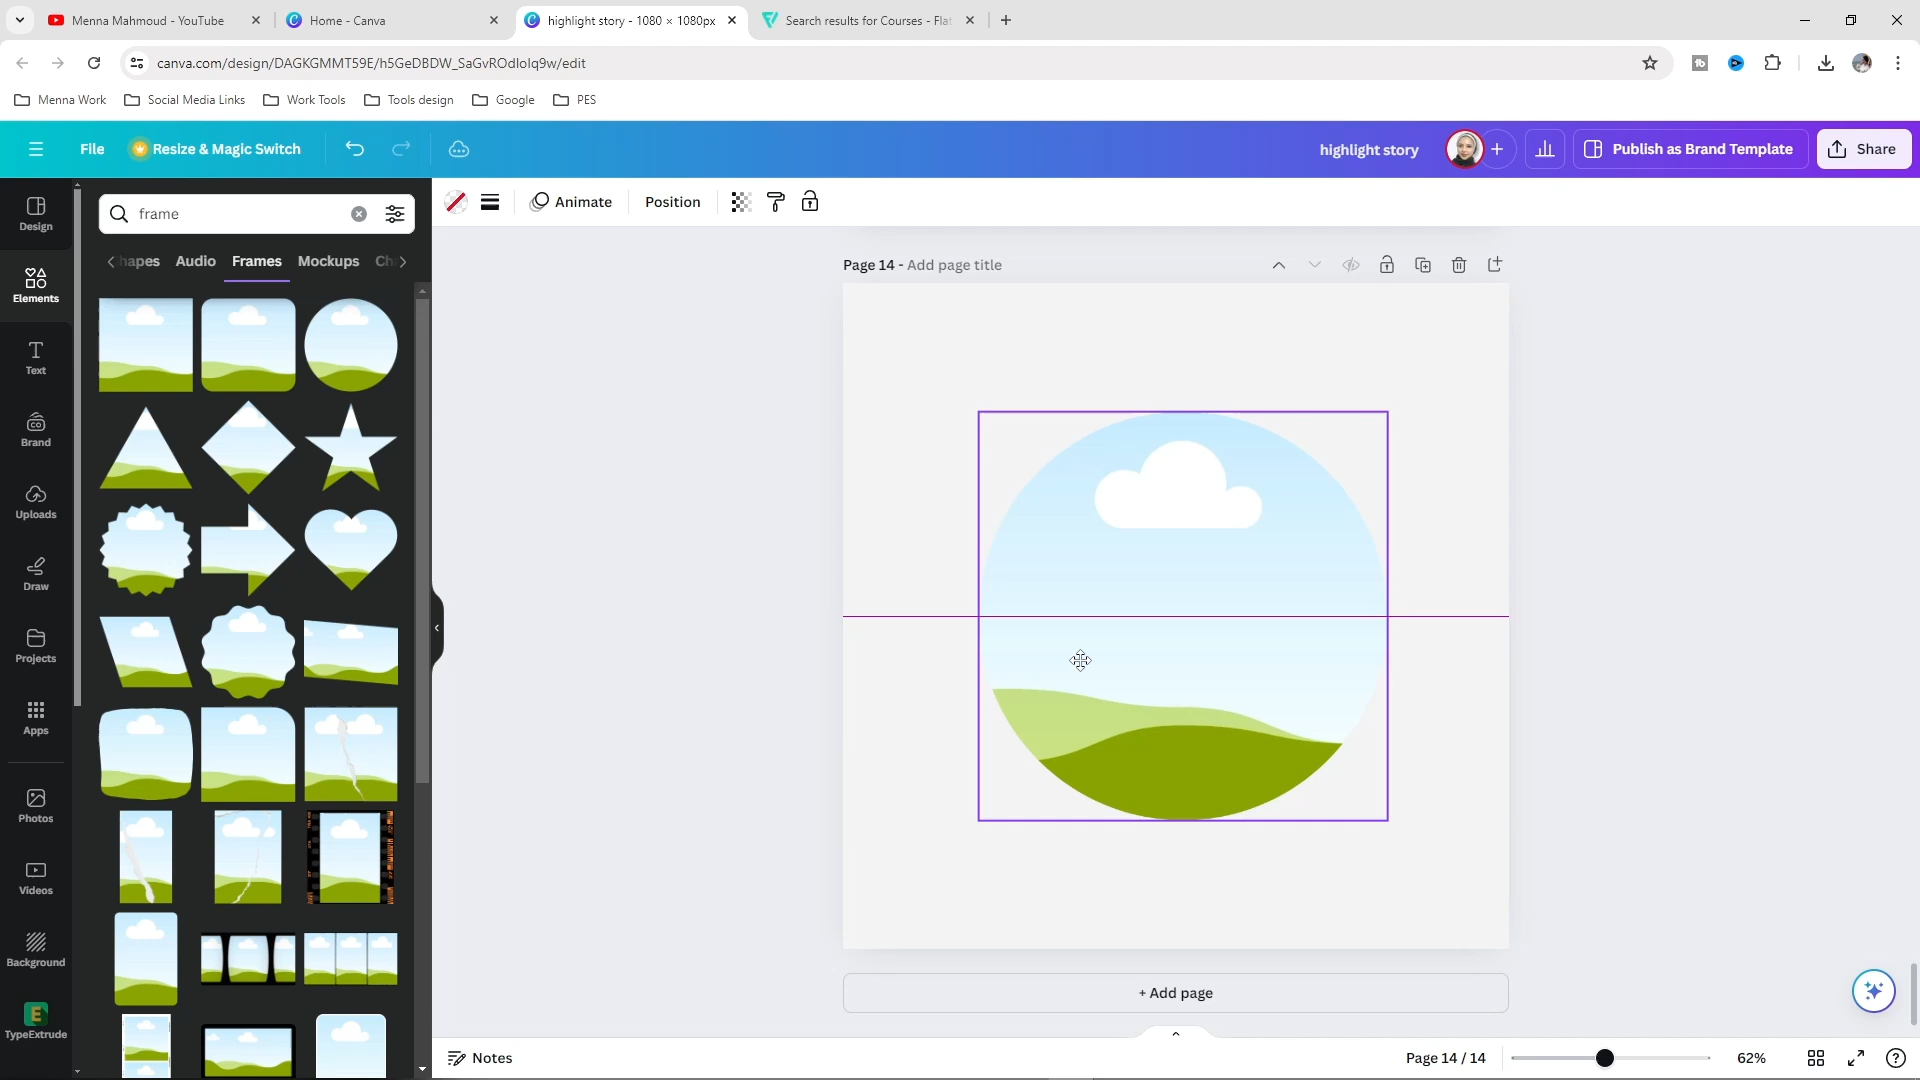 Menna Mahmoud - YouTube
Home - Canva
highlight story - 1080 × 1080px
Search results for Courses - Fla
canva.com/design/DAGKGMMT59E/h5GeDBDW_SaGvROdIoIq9w/edit
Menna Work
Social Media Links
Work Tools
Tools design
Google
PES
File
Resize & Magic Switch
highlight story
Publish as Brand Template
Share
Design
Elements
Text
Brand
Uploads
Draw
Projects
Apps
Photos
Videos
Background
TypeExtrude
frame
hapes
Audio
Frames
Mockups
Ch
Animate
Position
Page 14 - Add page title
+ Add page
Notes
Page 14 / 14
62%